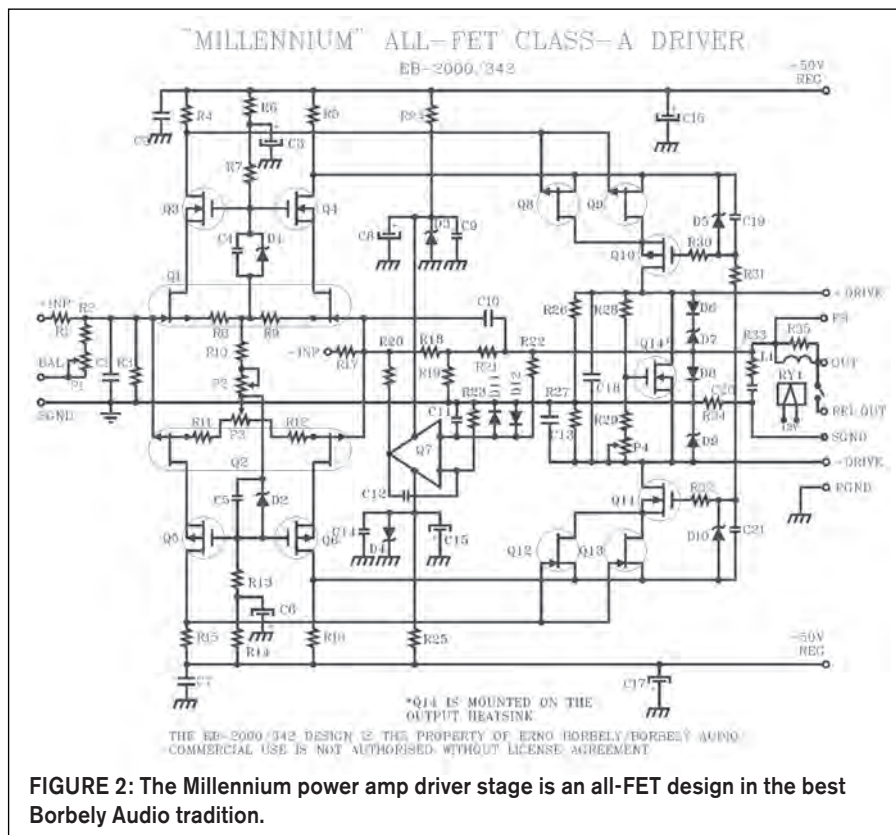 "MILLENNIUM" ALL-FET CLASS-A DRIVER
EB-2000/342
-50V
REG
R4
R6
R5
C3
R7
C16
Q3
Q4
Q8
Q9
D5
C19
C4
D1
C8
D3
C9
Q10
R30
R31
Q1
+INP
R2
R1
R8
R9
C10
R26
R28
D6
+DRIVE
FB
R35
R10
-INP
R17
R20
R18
R21
R22
Q14*
D7
R33
L1
OUT
BAL
P1
C1
R3
P2
R19
D11
D12
C18
D8
RY1
C20
SGND
R23
R27
R34
REL OUT
R11
P3
R12
C11
C13
R29
D9
SGND
Q2
Q7
P4
-DRIVE
C5
D2
C12
Q11
R32
PGND
Q5
Q6
C14
D4
C15
Q12
Q13
D10
C21
R13
C6
R15
R14
R16
R25
-50V
REG
C17
*Q14 IS MOUNTED ON THE
OUTPUT HEATSINK
THE EB-2000/342 DESIGN IS THE PROPERTY OF ERNO BORBELY/BORBELY AUDIO
COMMERCIAL USE IS NOT AUTHORISED WITHOUT LICENSE AGREEMENT
FIGURE 2: The Millennium power amp driver stage is an all-FET design in the best
Borbely Audio tradition.